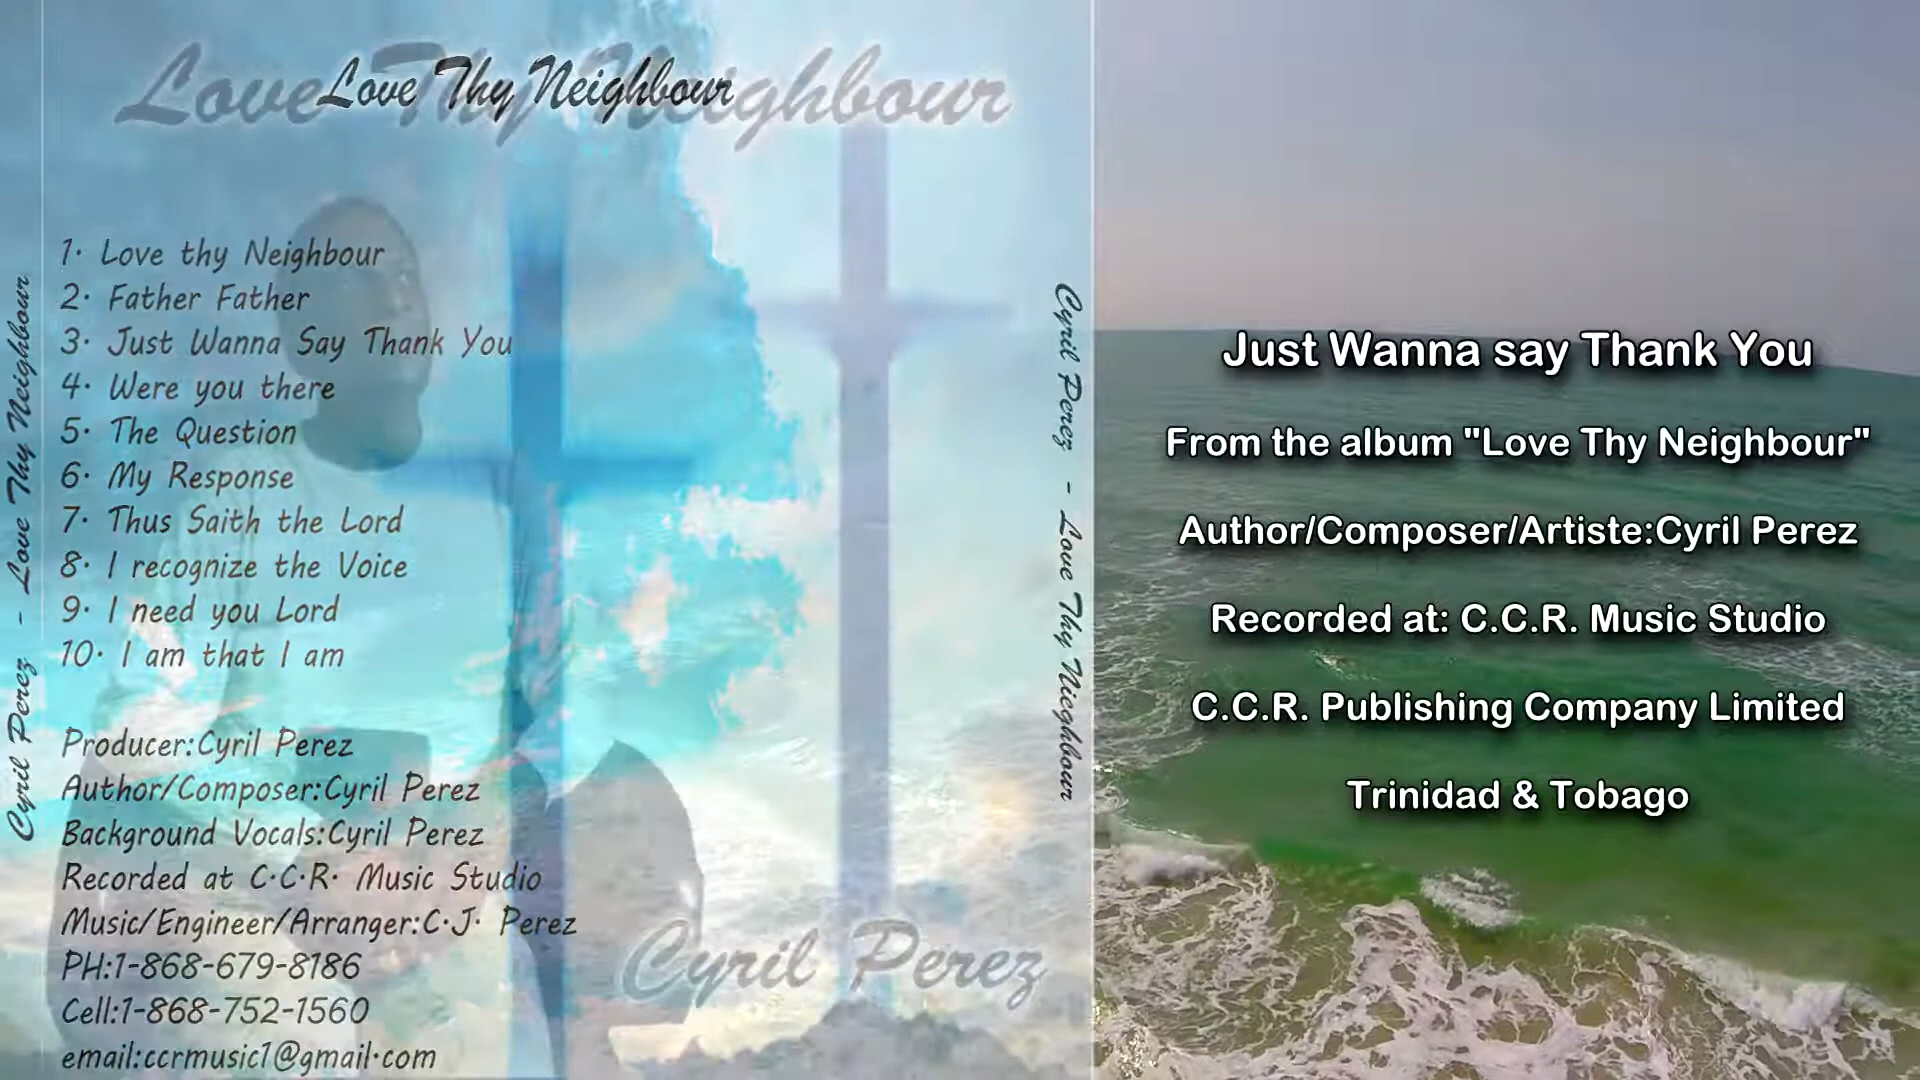 Love Thy Neighbour
Love Thy Neighbour
1. Love thy Neighbour
2. Father Father
3. Just Wanna Say Thank You
4. Were you there
5. The Question
6. My Response
7. Thus Saith the Lord
8. I recognize the Voice
9. I need you Lord
10. I am that I am
Producer:Cyril Perez
Author/Composer:Cyril Perez
Background Vocals:Cyril Perez
Recorded at C.C.R. Music Studio
Music/Engineer/Arranger:C.J. Perez
PH:1-868-679-8186
Cell:1-868-752-1560
email:ccrmusic1@gmail.com
Cyril Perez - Love Thy Neighbour
Cyril Perez - Love Thy Nieghbour
Cyril Perez
Just Wanna say Thank You
From the album "Love Thy Neighbour"
Author/Composer/Artiste:Cyril Perez
Recorded at: C.C.R. Music Studio
C.C.R. Publishing Company Limited
Trinidad & Tobago